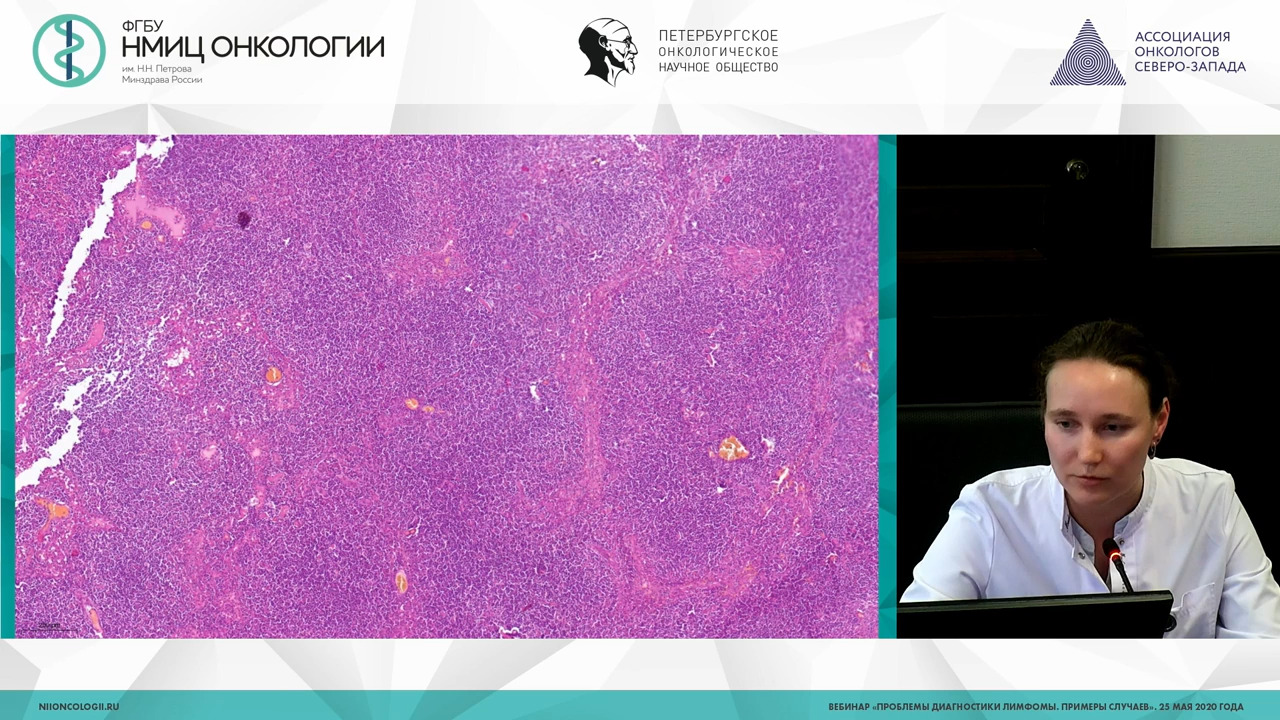 ФГБУ
НМИЦ ОНКОЛОГИИ
им. Н.Н. Петрова
Минздрава России
ПЕТЕРБУРГСКОЕ
ОНКОЛОГИЧЕСКОЕ
НАУЧНОЕ ОБЩЕСТВО
АССОЦИАЦИЯ
ОНКОЛОГОВ
СЕВЕРО-ЗАПАДА
NIIONCOLOGII.RU
ВЕБИНАР «ПРОБЛЕМЫ ДИАГНОСТИКИ ЛИМФОМЫ. ПРИМЕРЫ СЛУЧАЕВ». 25 МАЯ 2020 ГОДА